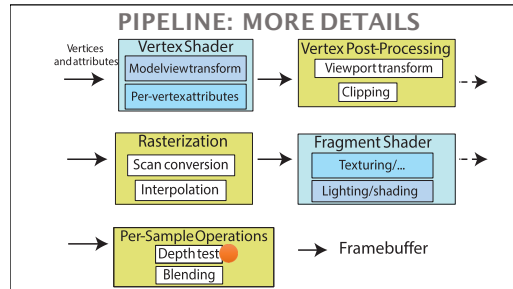 PIPELINE: MORE DETAILS
Vertices
and attributes
Vertex Shader
Modelview transform
Per-vertex attributes
Vertex Post-Processing
Viewport transform
Clipping
Rasterization
Scan conversion
Interpolation
Fragment Shader
Texturing/...
Lighting/shading
Per-Sample Operations
Depth test
Blending
Framebuffer